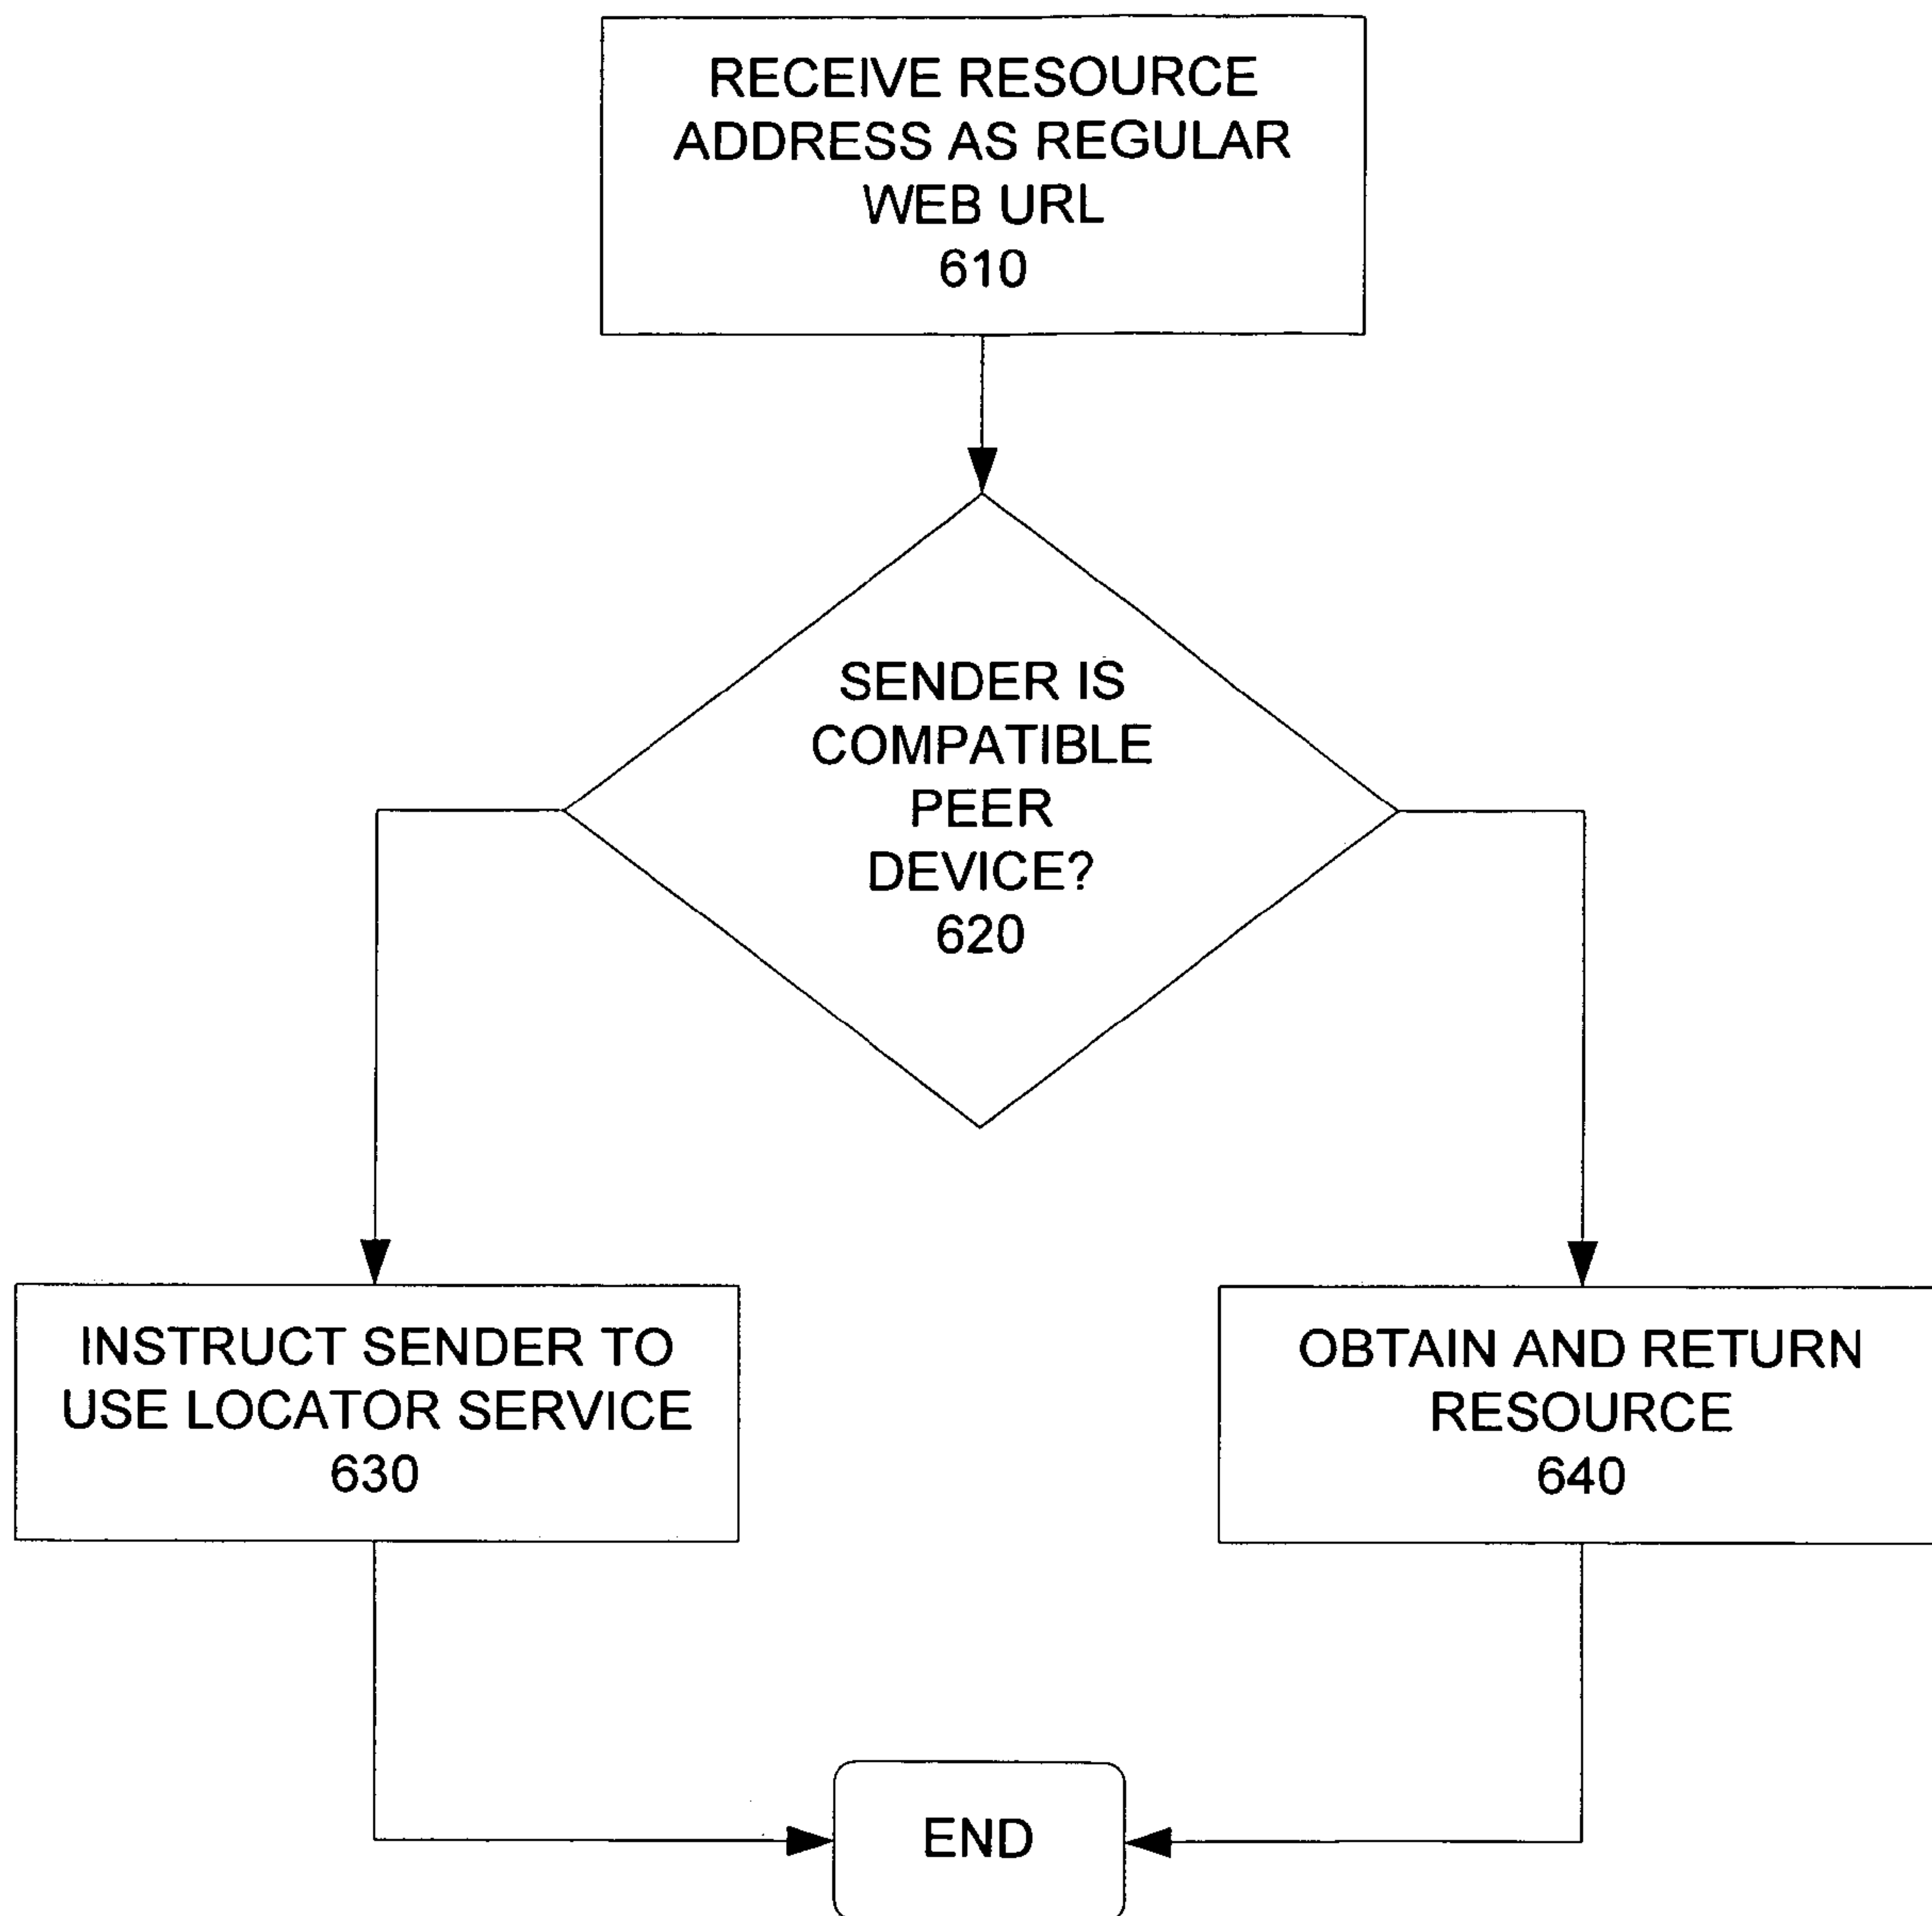 RECEIVE RESOURCE
ADDRESS AS REGULAR
WEB URL
610
SENDER IS
COMPATIBLE
PEER
DEVICE?
620
INSTRUCT SENDER TO
USE LOCATOR SERVICE
630
OBTAIN AND RETURN
RESOURCE
640
END